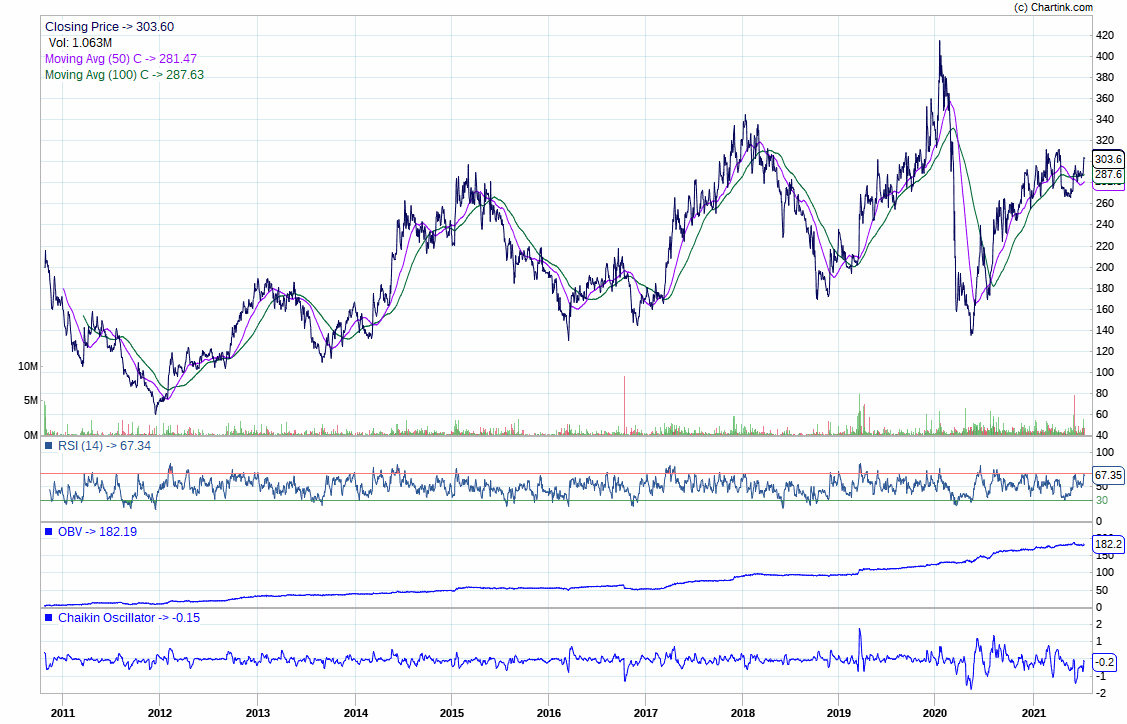 (c) Chartink.com
Closing Price -> 303.60
Vol: 1.063M
Moving Avg (50) C -> 281.47
Moving Avg (100) C -> 287.63
420
400
380
360
340
320
303.6
287.6
260
240
220
200
180
160
140
120
100
80
60
40
10M
5M
0M
RSI (14) -> 67.34
100
67.35
50
30
0
OBV -> 182.19
182.2
150
100
50
0
Chaikin Oscillator -> -0.15
2
1
-0.2
-1
-2
2011 2012 2013 2014 2015 2016 2017 2018 2019 2020 2021